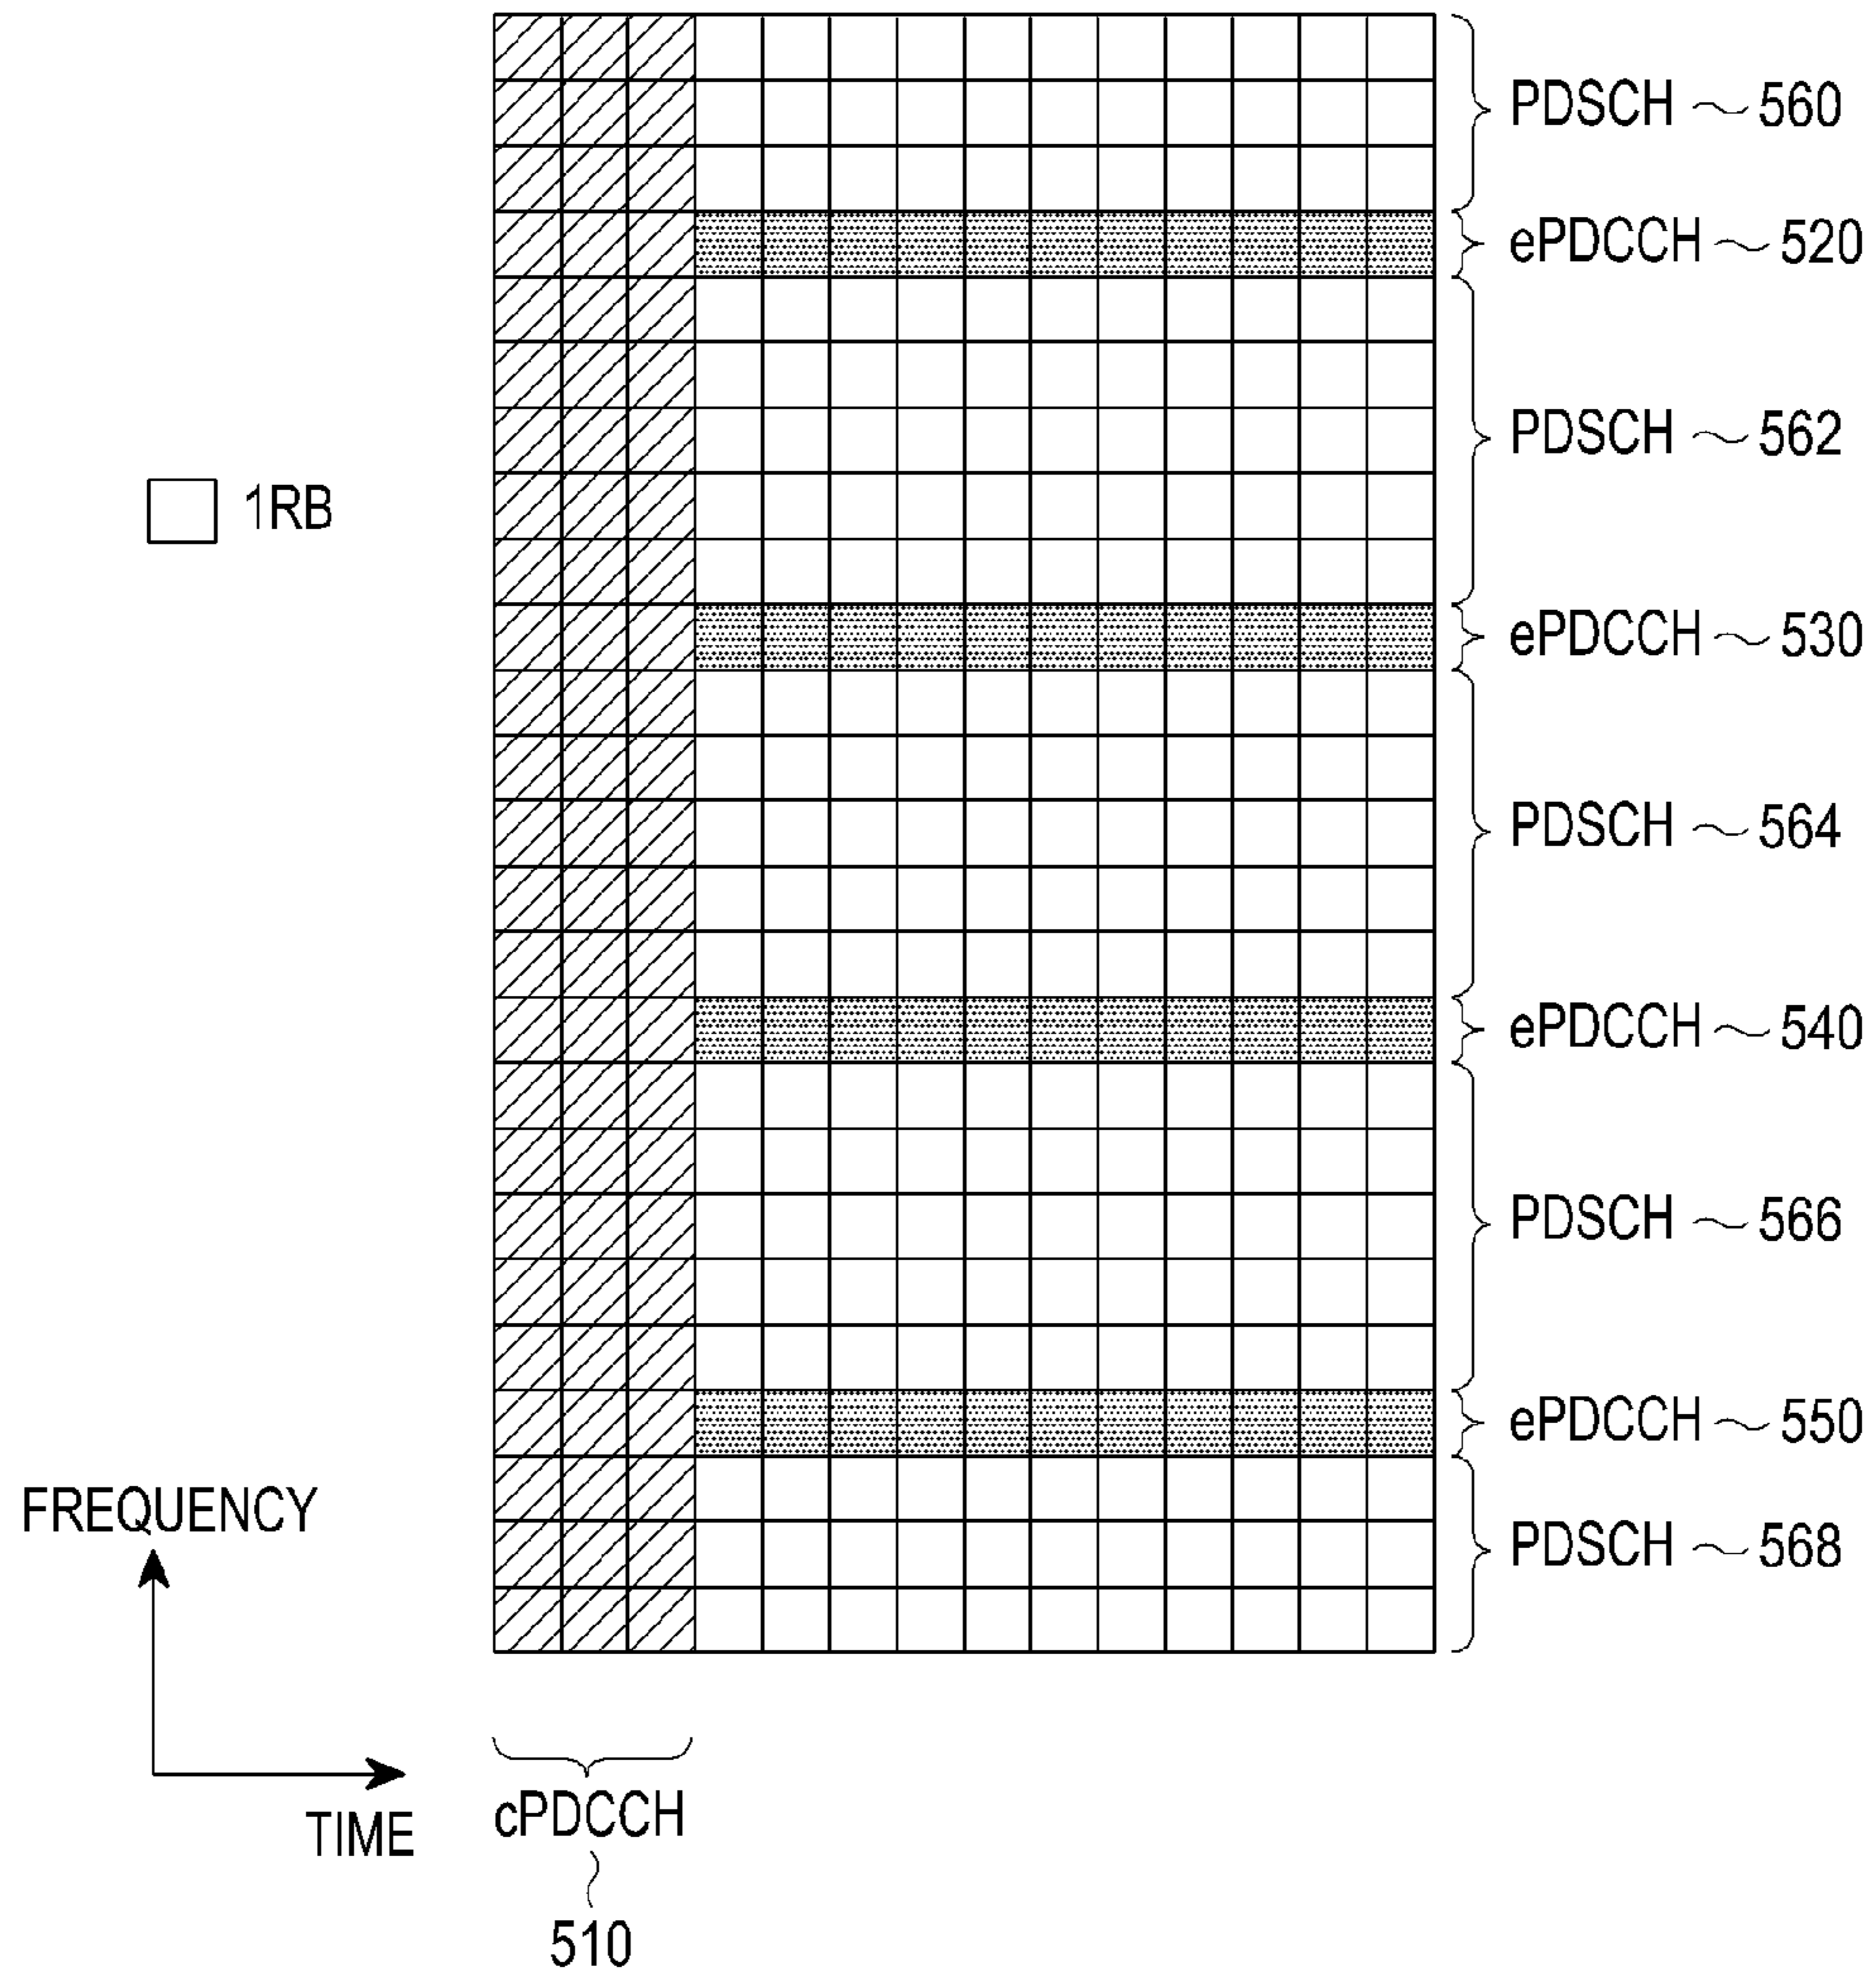 PDSCH 560
ePDCCH 520
PDSCH 562
1RB
ePDCCH 530
PDSCH 564
ePDCCH 540
PDSCH 566
ePDCCH 550
FREQUENCY
PDSCH 568
TIME
cPDCCH
510